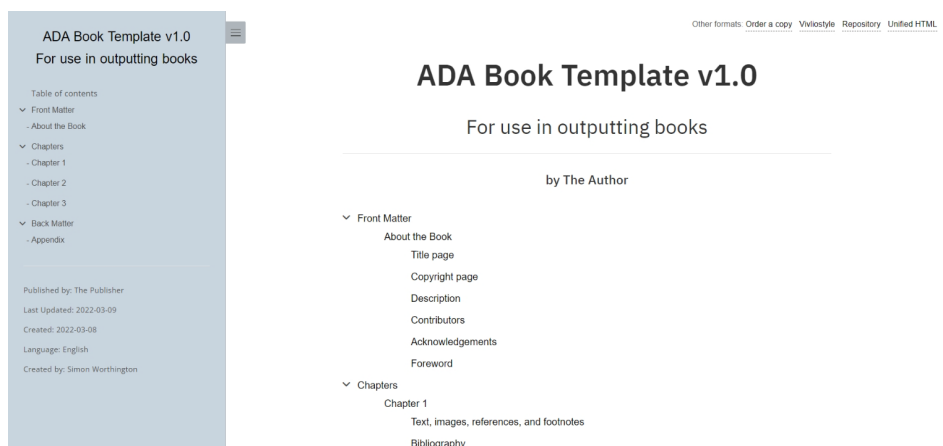 ADA Book Template v1.0
For use in outputting books
Table of contents
Front Matter
- About the Book
Chapters
- Chapter 1
- Chapter 2
- Chapter 3
Back Matter
- Appendix
Published by: The Publisher
Last Updated: 2022-03-09
Created: 2022-03-08
Language: English
Created by: Simon Worthington
Other formats: Order a copy Vivliostyle Repository Unified HTML
ADA Book Template v1.0
For use in outputting books
by The Author
Front Matter
About the Book
Title page
Copyright page
Description
Contributors
Acknowledgements
Foreword
Chapters
Chapter 1
Text, images, references, and footnotes
Bibliography